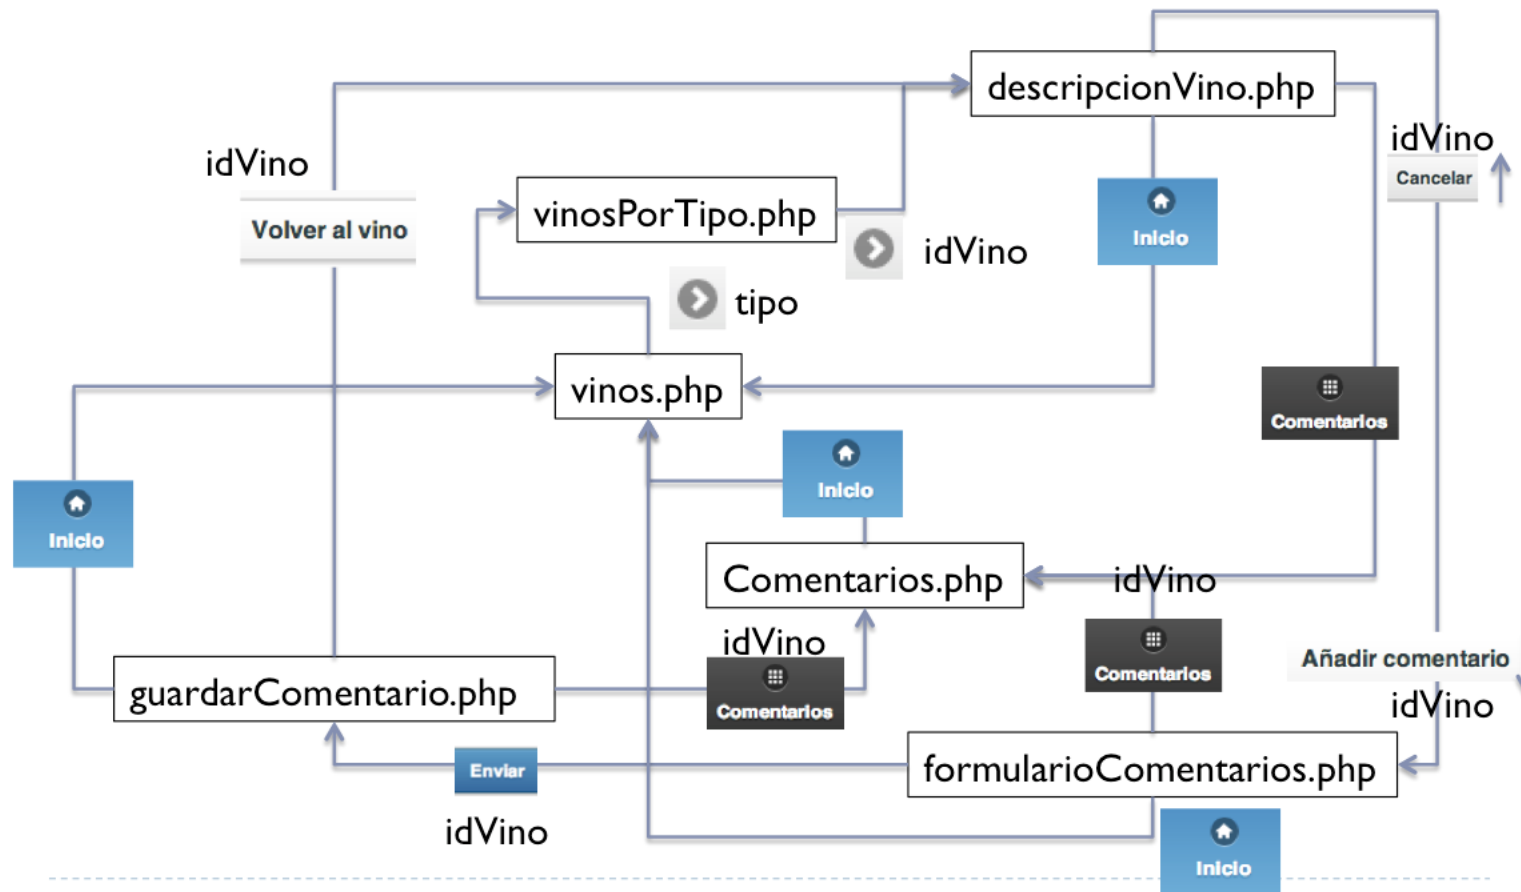 descripcionVino.php
idVino
Cancelar
idVino
Volver al vino
vinosPorTipo.php
idVino
Inicio
tipo
vinos.php
Comentarios
Inicio
Inicio
Comentarios.php
idVino
idVino
Comentarios
Añadir comentario
idVino
guardarComentario.php
Comentarios
formularioComentarios.php
Enviar
idVino
Inicio